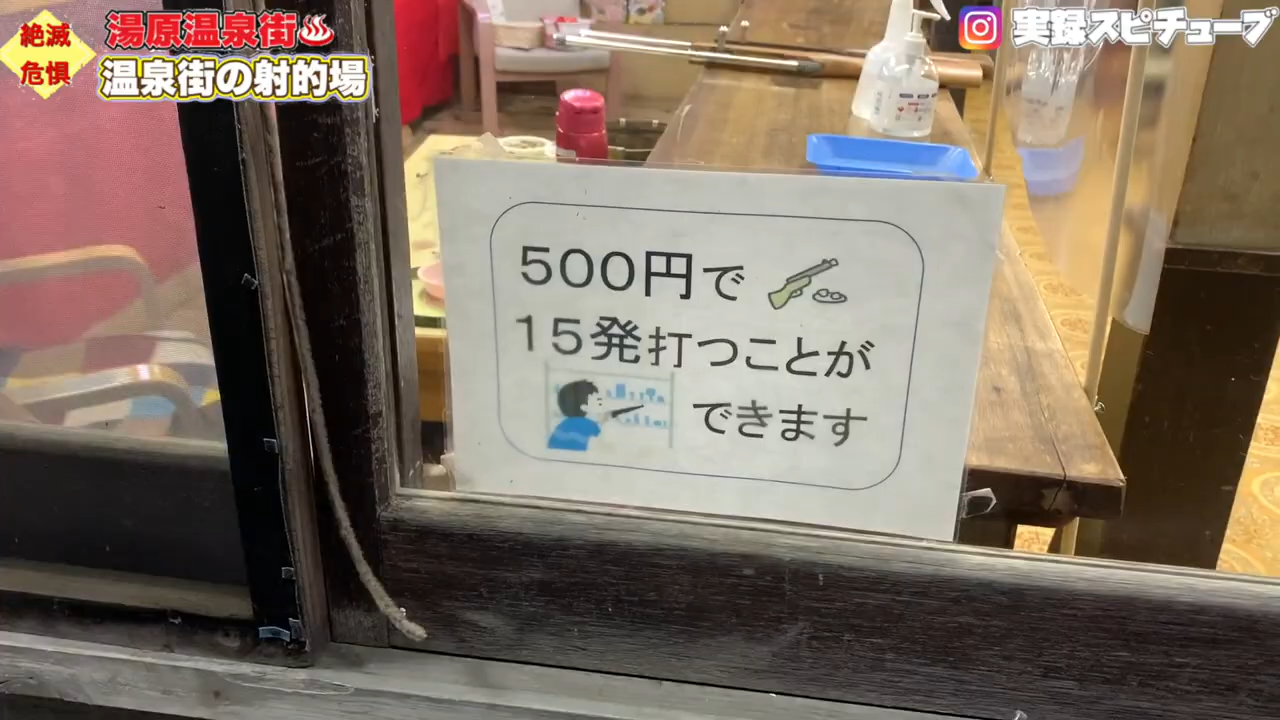 絶滅
危惧
湯原温泉街♨
温泉街の射的場
実録スピチューブ
500円で
15発打つことが
できます